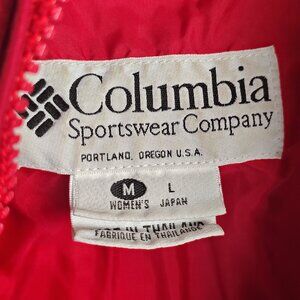 Columbia
Sportswear Company
PORTLAND, OREGON U.S.A.
M L
WOMEN'S JAPAN
FABRIQUE EN THAILANDE